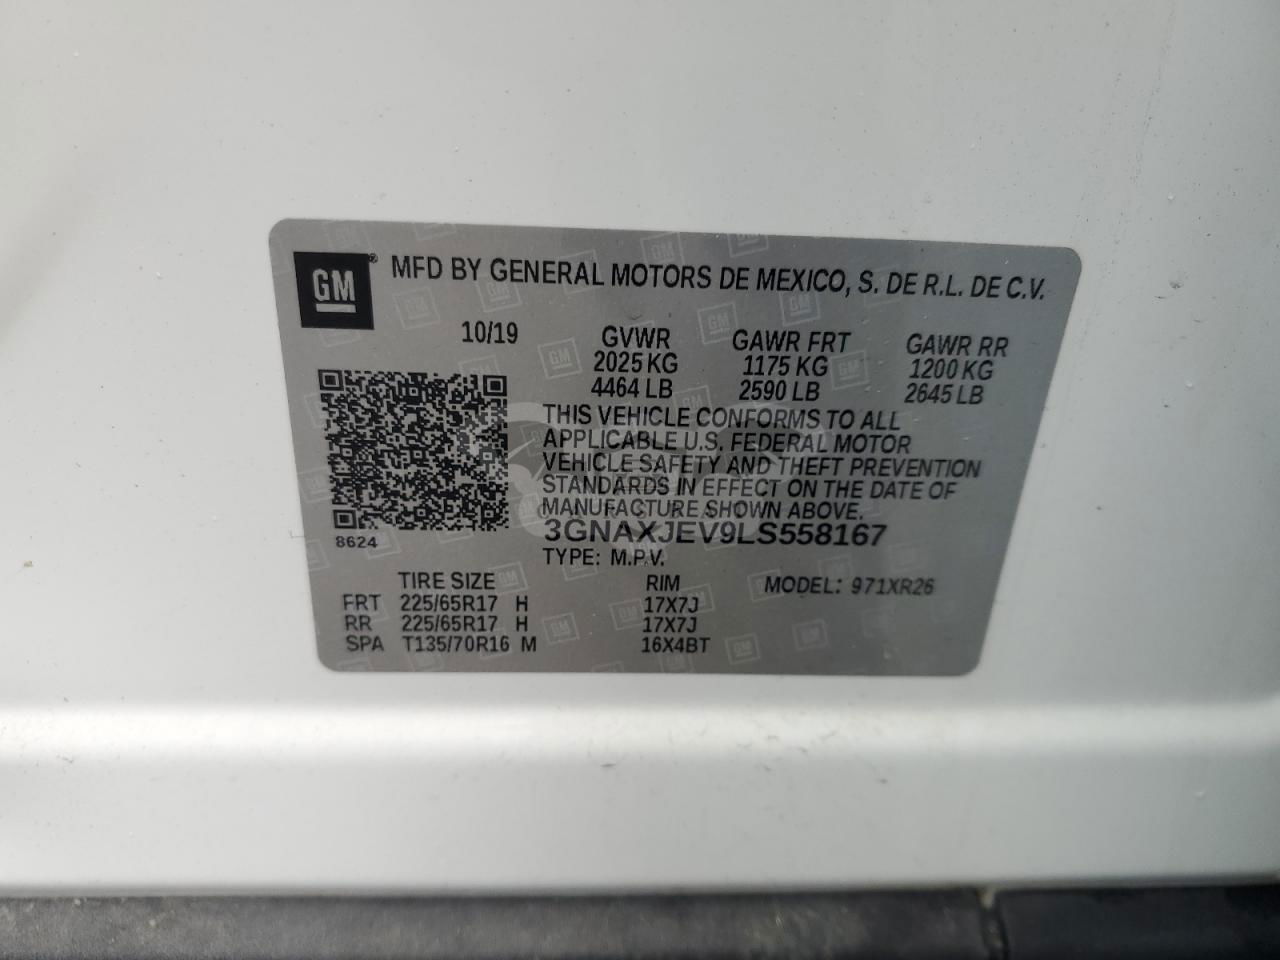 GM ® MFD BY GENERAL MOTORS DE MEXICO, S. DE R.L. DE C.V.
10/19 GVWR GAWR FRT GAWR RR
2025 KG 1175 KG 1200 KG
4464 LB 2590 LB 2645 LB
THIS VEHICLE CONFORMS TO ALL
APPLICABLE U.S. FEDERAL MOTOR
VEHICLE SAFETY AND THEFT PREVENTION
STANDARDS IN EFFECT ON THE DATE OF
MANUFACTURE SHOWN ABOVE.
8624 3GNAXJEV9LS558167
TYPE: M.P.V.
TIRE SIZE RIM MODEL: 971XR26
FRT 225/65R17 H 17X7J
RR 225/65R17 H 17X7J
SPA T135/70R16 M 16X4BT